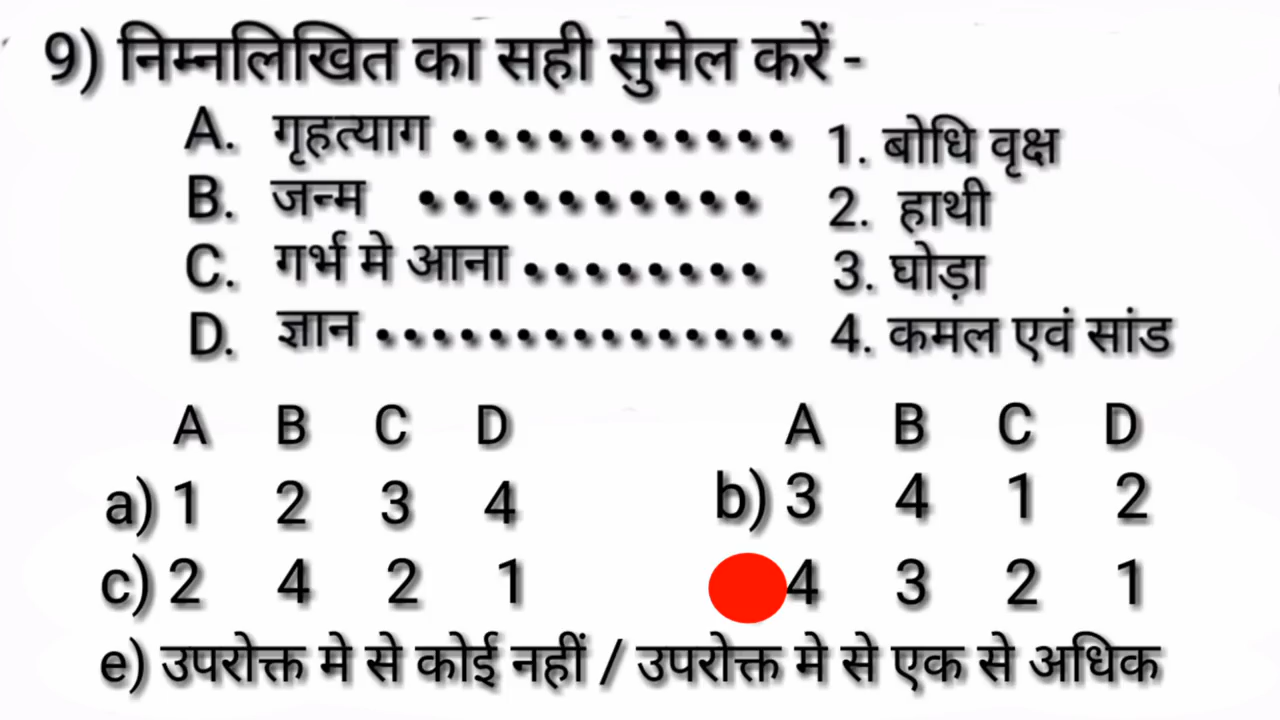 9) निम्नलिखित का सही सुमेल करें -
A. गृहत्याग ........... 1. बोधि वृक्ष
B. जन्म .......... 2. हाथी
C. गर्भ मे आना ........ 3. घोड़ा
D. ज्ञान ............... 4. कमल एवं सांड
A B C D A B C D
a) 1 2 3 4 b) 3 4 1 2
c) 2 4 2 1 4 3 2 1
e) उपरोक्त मे से कोई नहीं / उपरोक्त मे से एक से अधिक